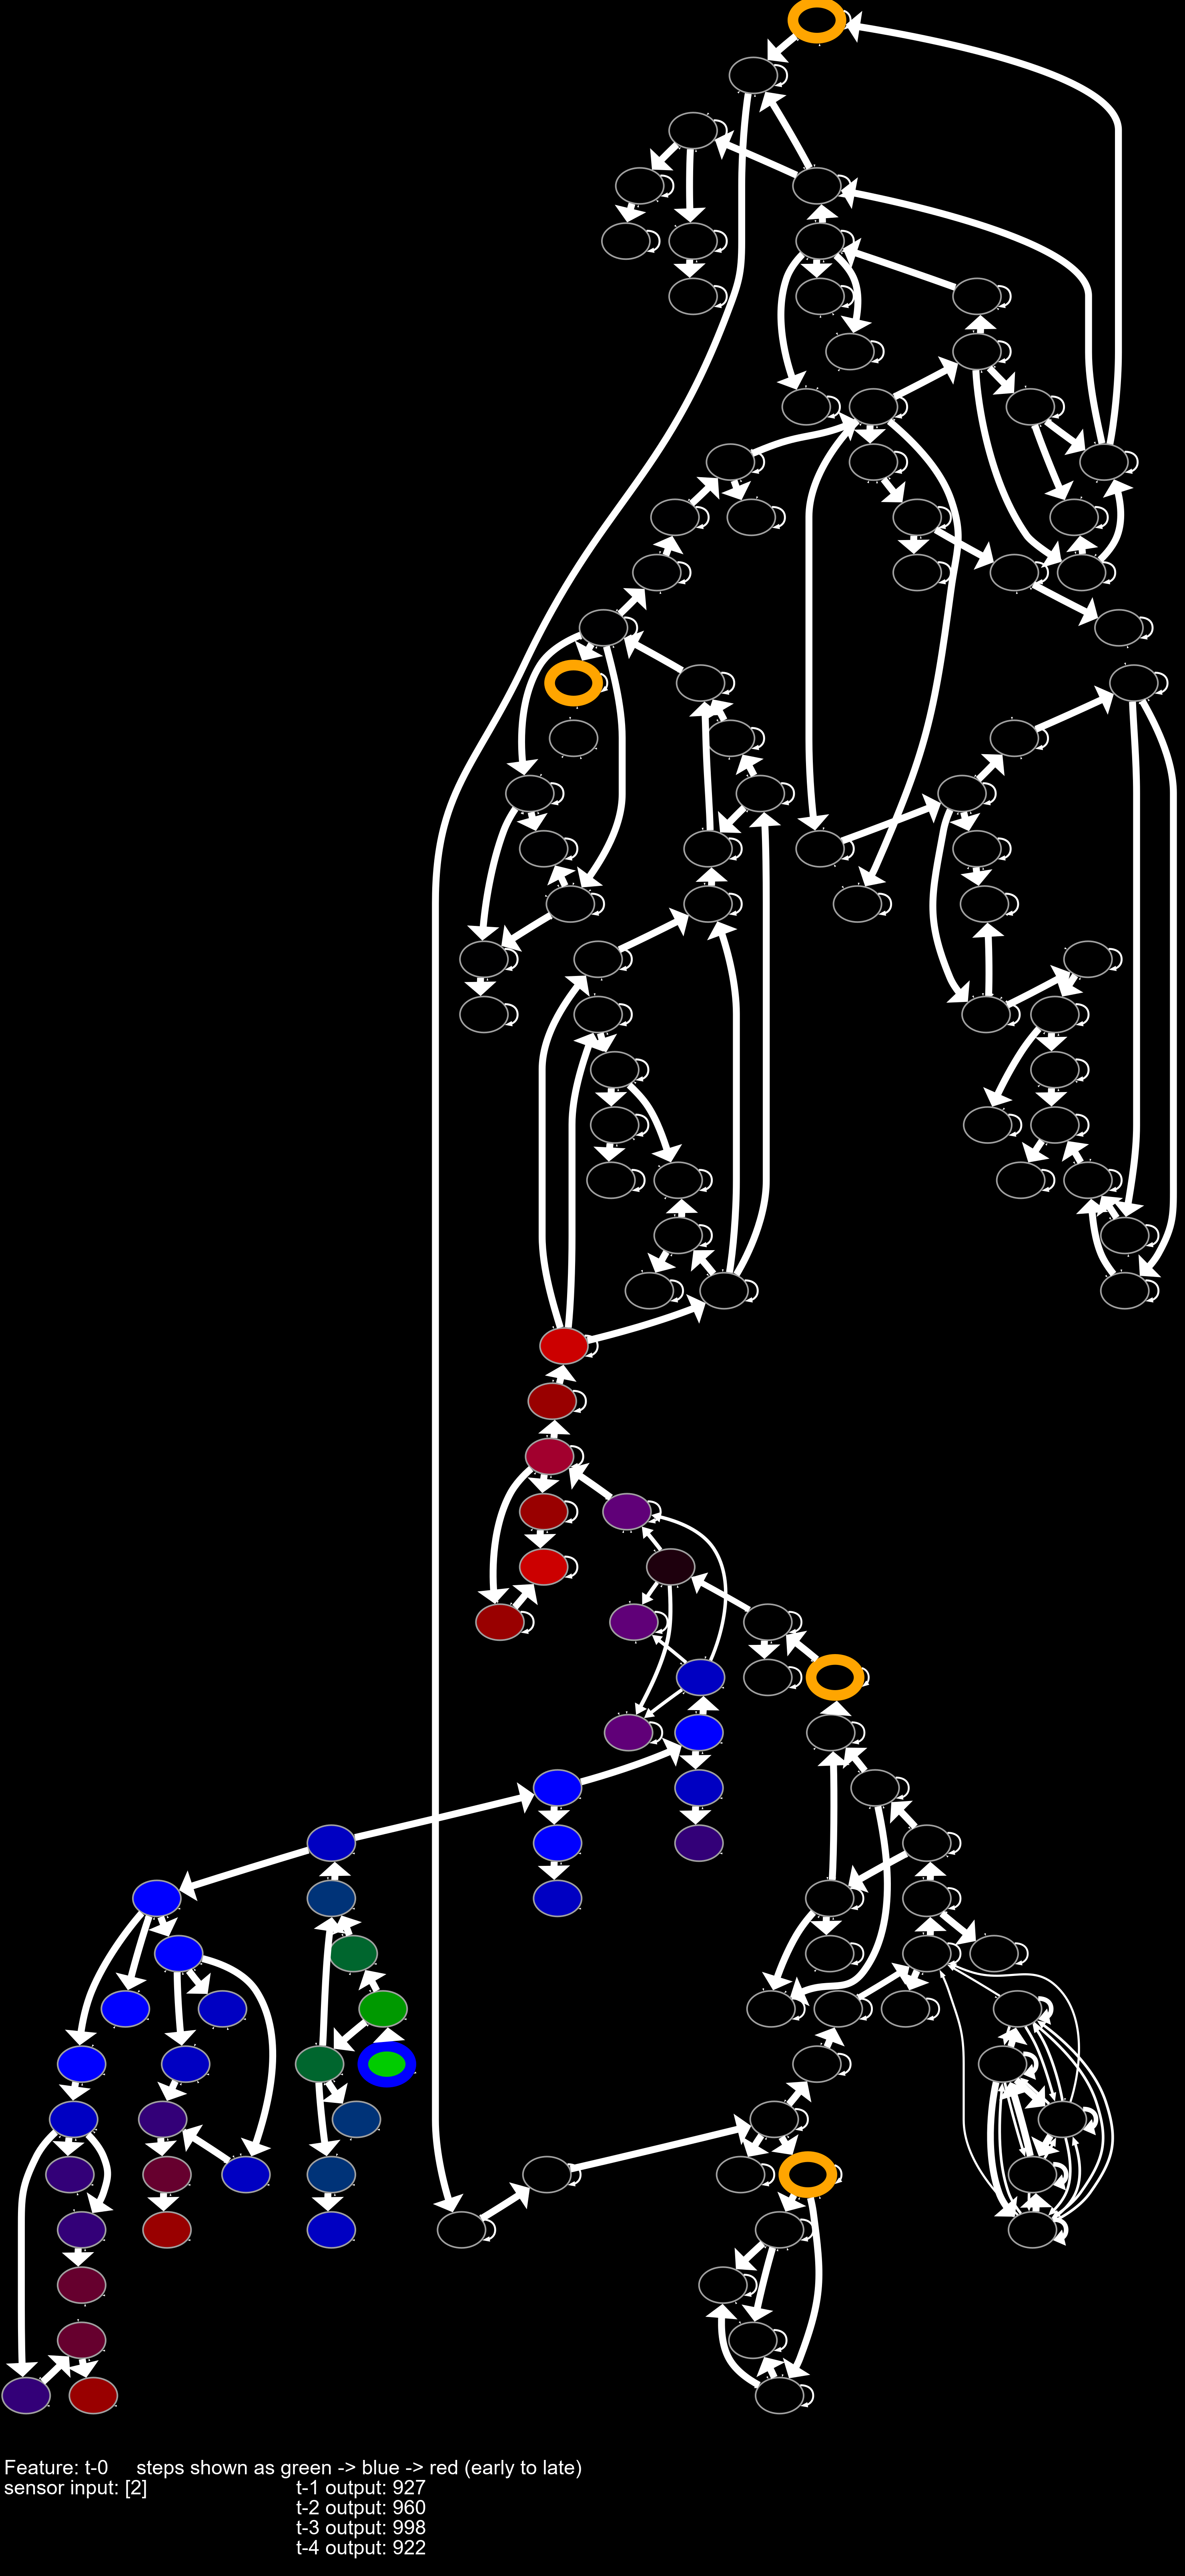 Feature: t-0     steps shown as green -> blue -> red (early to late)
sensor input: [2]     t-1 output: 927
t-2 output: 960
t-3 output: 998
t-4 output: 922